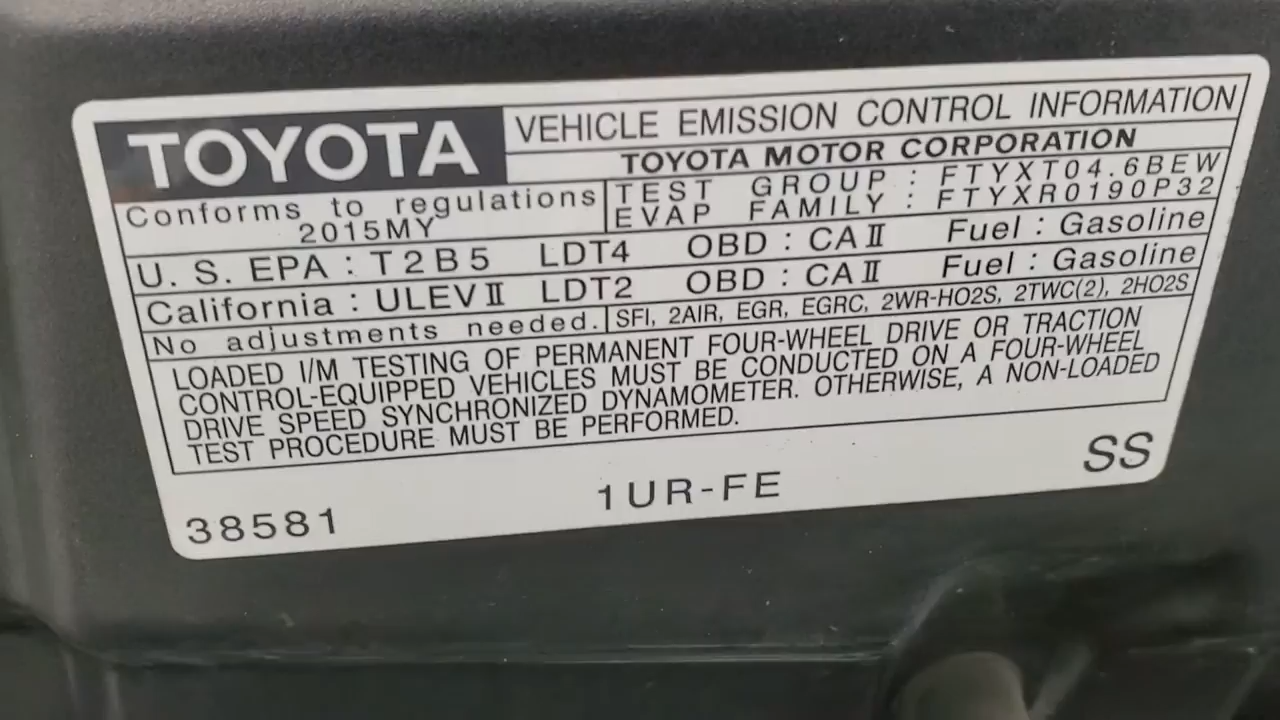 TOYOTA
VEHICLE EMISSION CONTROL INFORMATION
TOYOTA MOTOR CORPORATION
Conforms to regulations
2015MY
TEST GROUP : FTYXT04.6BEW
EVAP FAMILY : FTYXR0190P32
U. S. EPA : T2B5 LDT4 OBD : CAⅡ Fuel : Gasoline
California : ULEVⅡ LDT2 OBD : CAⅡ Fuel : Gasoline
No adjustments needed.
SFI, 2AIR, EGR, EGRC, 2WR-HO2S, 2TWC(2), 2HO2S
LOADED I/M TESTING OF PERMANENT FOUR-WHEEL DRIVE OR TRACTION
CONTROL-EQUIPPED VEHICLES MUST BE CONDUCTED ON A FOUR-WHEEL
DRIVE SPEED SYNCHRONIZED DYNAMOMETER. OTHERWISE, A NON-LOADED
TEST PROCEDURE MUST BE PERFORMED.
38581 1UR-FE SS